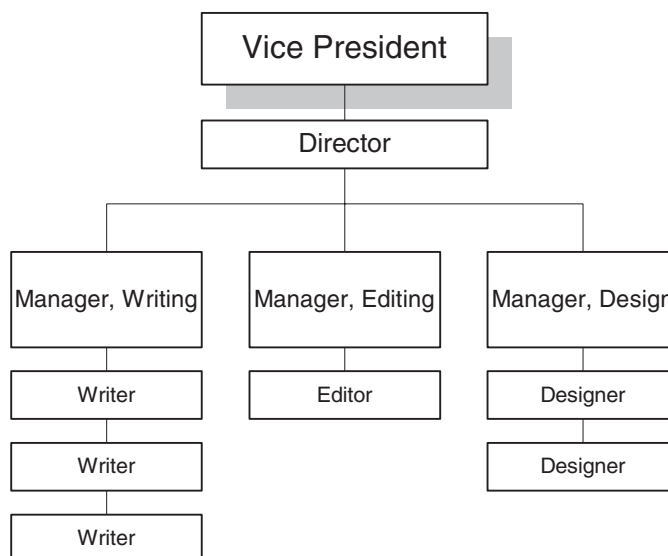 Vice President
Director
Manager, Writing
Manager, Editing
Manager, Design
Writer
Editor
Designer
Writer
Designer
Writer